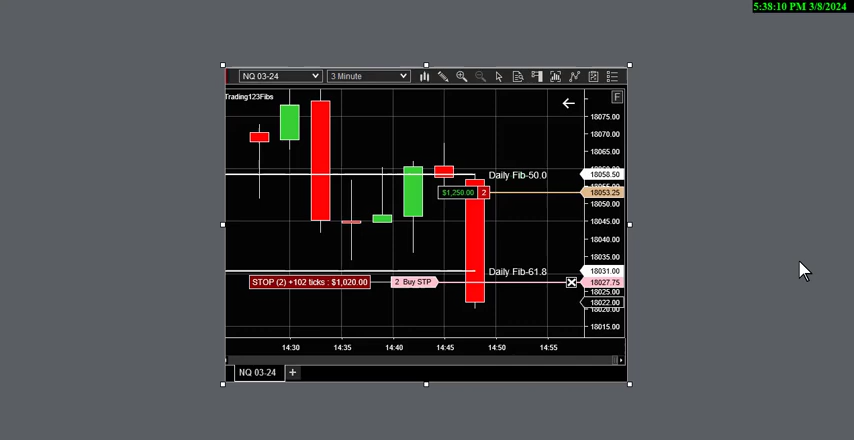 5:38:10 PM 3/8/2024
NQ 03-24
3 Minute
Trading123Fibs
F
18075.00
18070.00
18065.00
Daily Fib-50.0
18058.50
$1,250.00
2
18053.25
18050.00
18045.00
18040.00
18035.00
Daily Fib-61.8
18031.00
STOP (2) +102 ticks : $1,020.00
2 Buy STP
18027.75
18025.00
18022.00
18020.00
18015.00
14:30
14:35
14:40
14:45
14:50
14:55
NQ 03-24
+